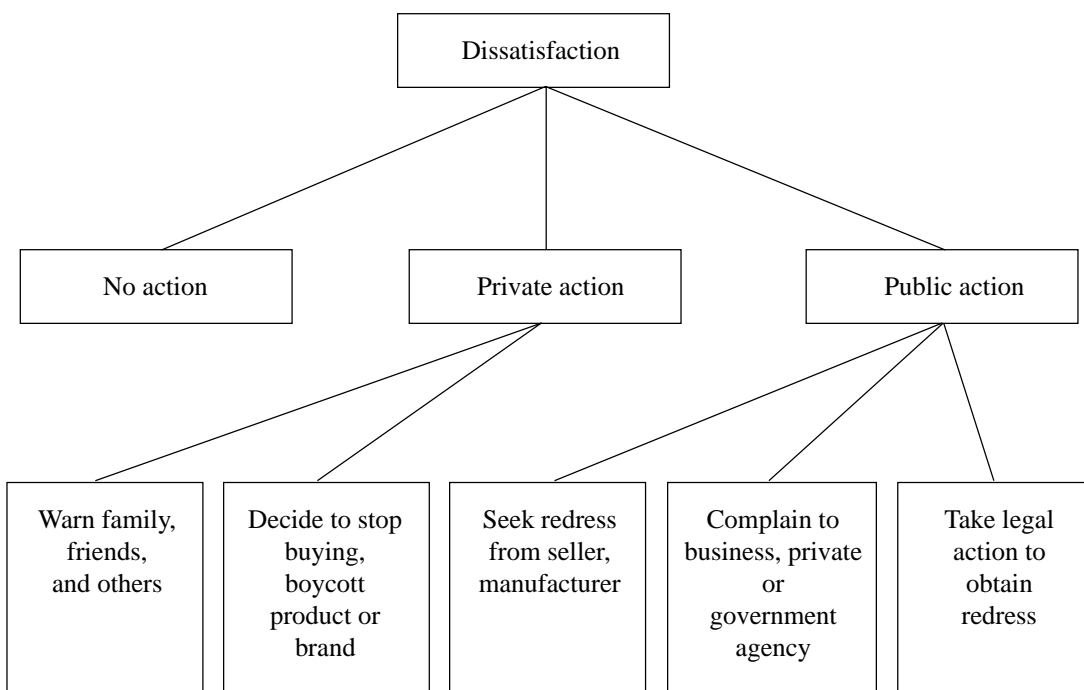 Dissatisfaction
No action
Private action
Public action
Warn family,
friends,
and others
Decide to stop
buying,
boycott
product or
brand
Seek redress
from seller,
manufacturer
Complain to
business, private
or
government
agency
Take legal
action to
obtain
redress